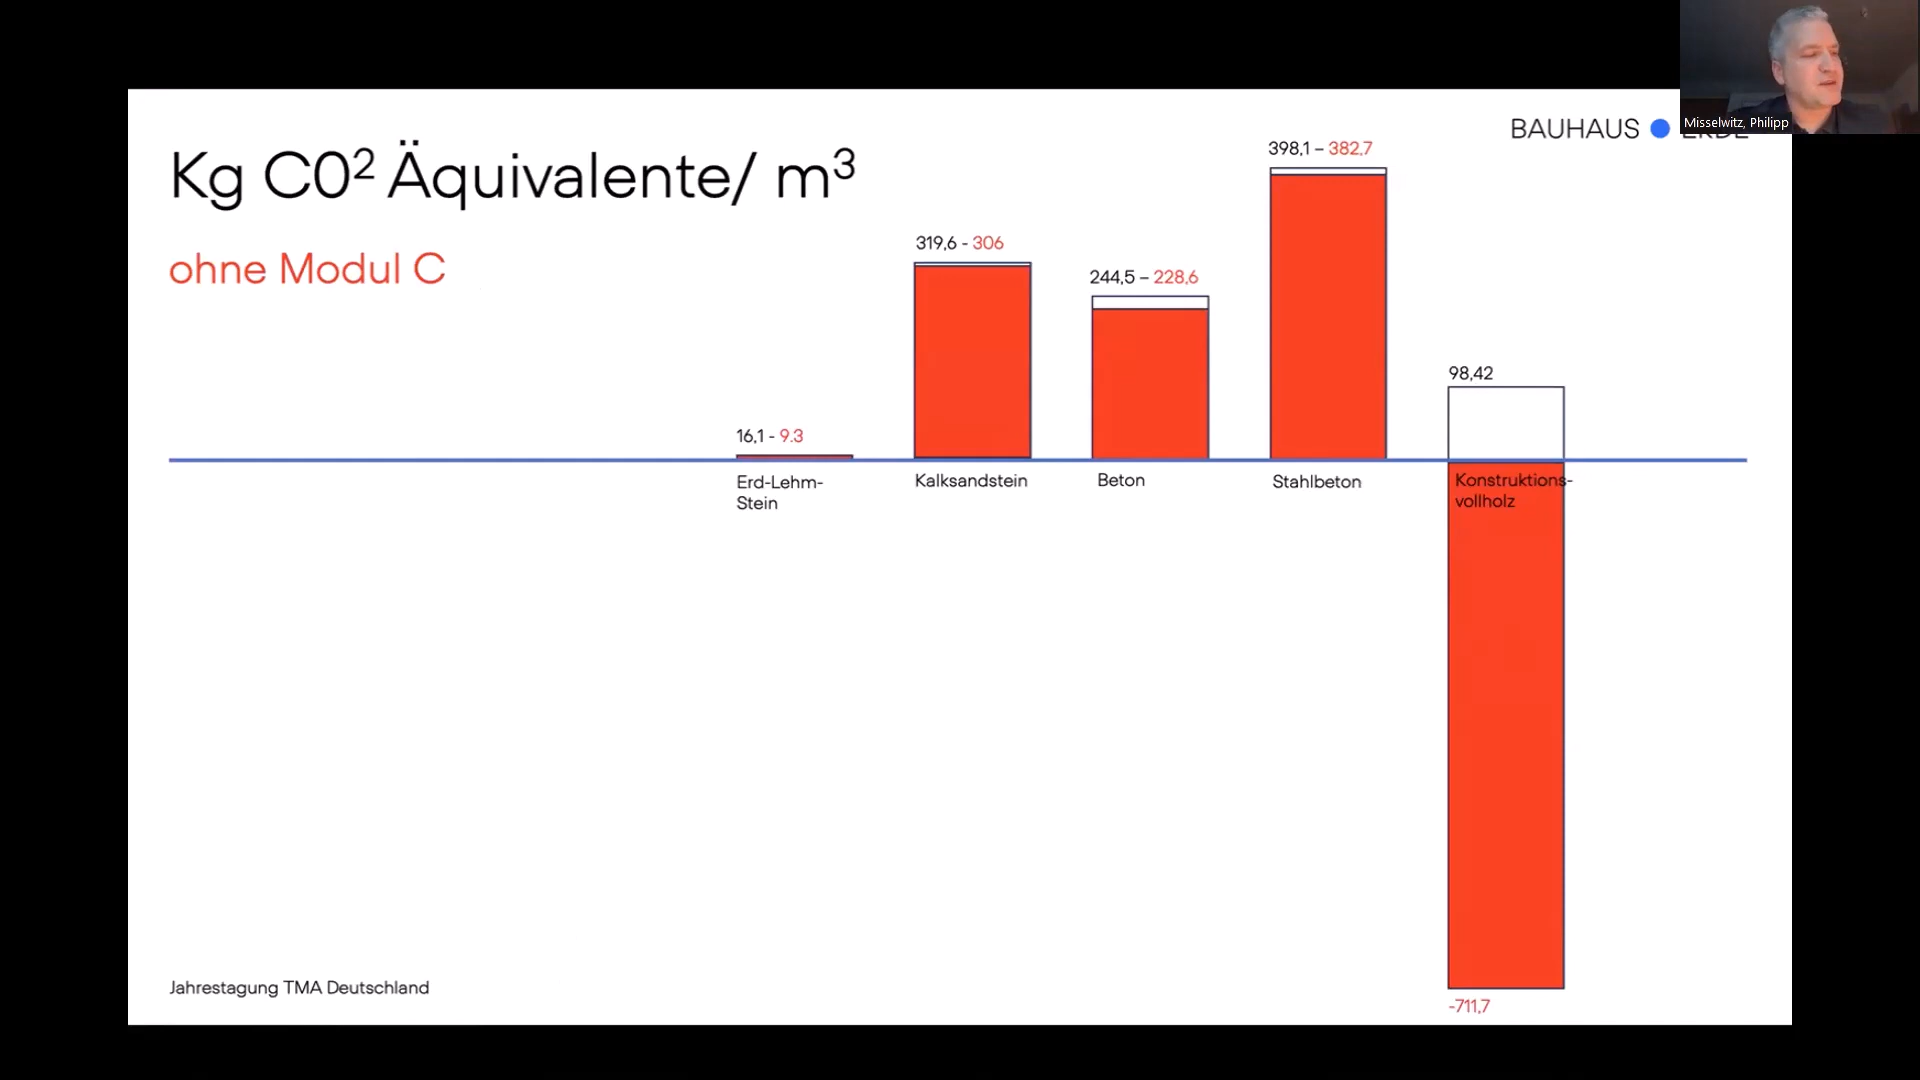 Misselwitz, Philipp
BAUHAUS ERDE
Kg C0² Äquivalente/ m³
ohne Modul C
398,1 – 382,7
319,6 - 306
244,5 – 228,6
98,42
16,1 - 9.3
Erd-Lehm-
Stein
Kalksandstein
Beton
Stahlbeton
Konstruktions-
vollholz
-711,7
Jahrestagung TMA Deutschland